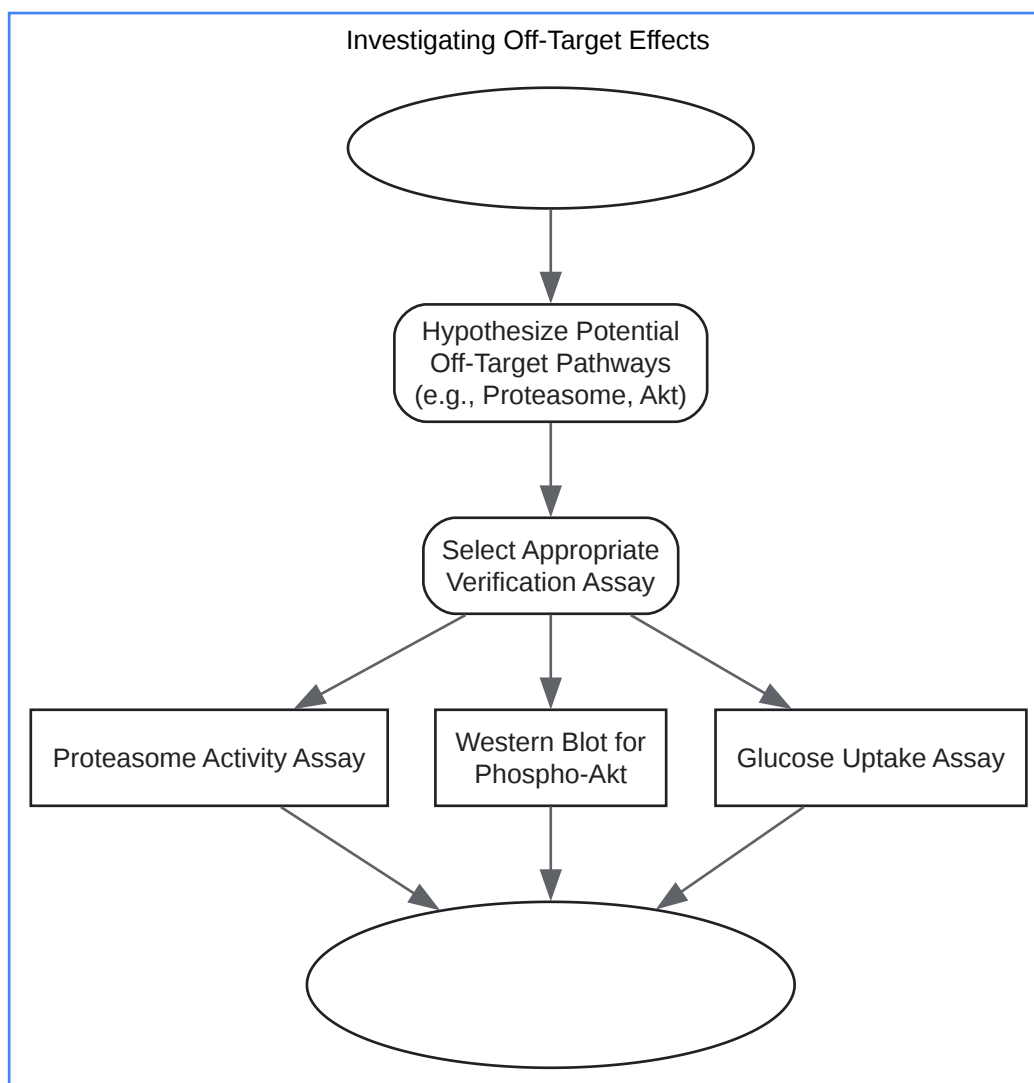 Investigating Off-Target Effects
Hypothesize Potential
Off-Target Pathways
(e.g., Proteasome, Akt)
Select Appropriate
Verification Assay
Proteasome Activity Assay
Western Blot for
Phospho-Akt
Glucose Uptake Assay